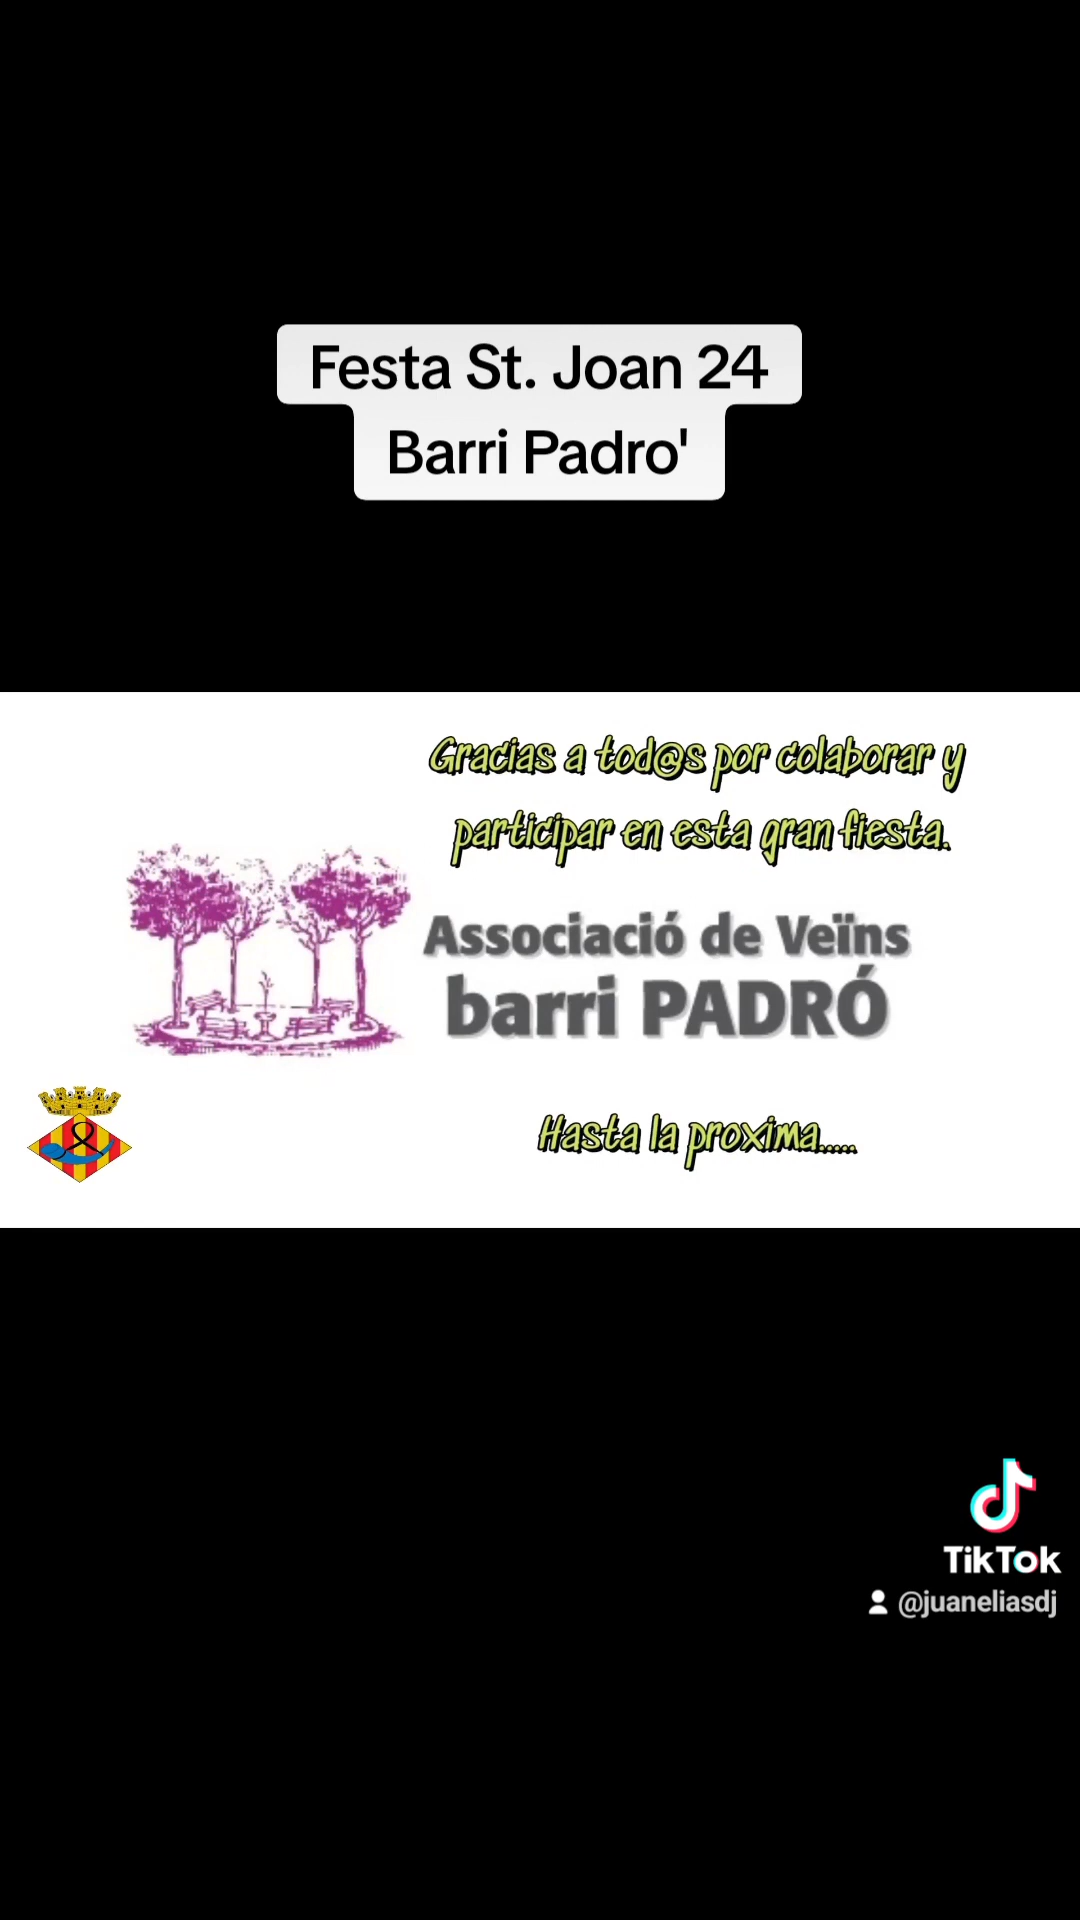 Festa St. Joan 24
Barri Padro'
Gracias a tod@s por colaborar y
participar en esta gran fiesta.
Associació de Veïns
barri PADRÓ
Hasta la proxima.....
TikTok
@juaneliasdj